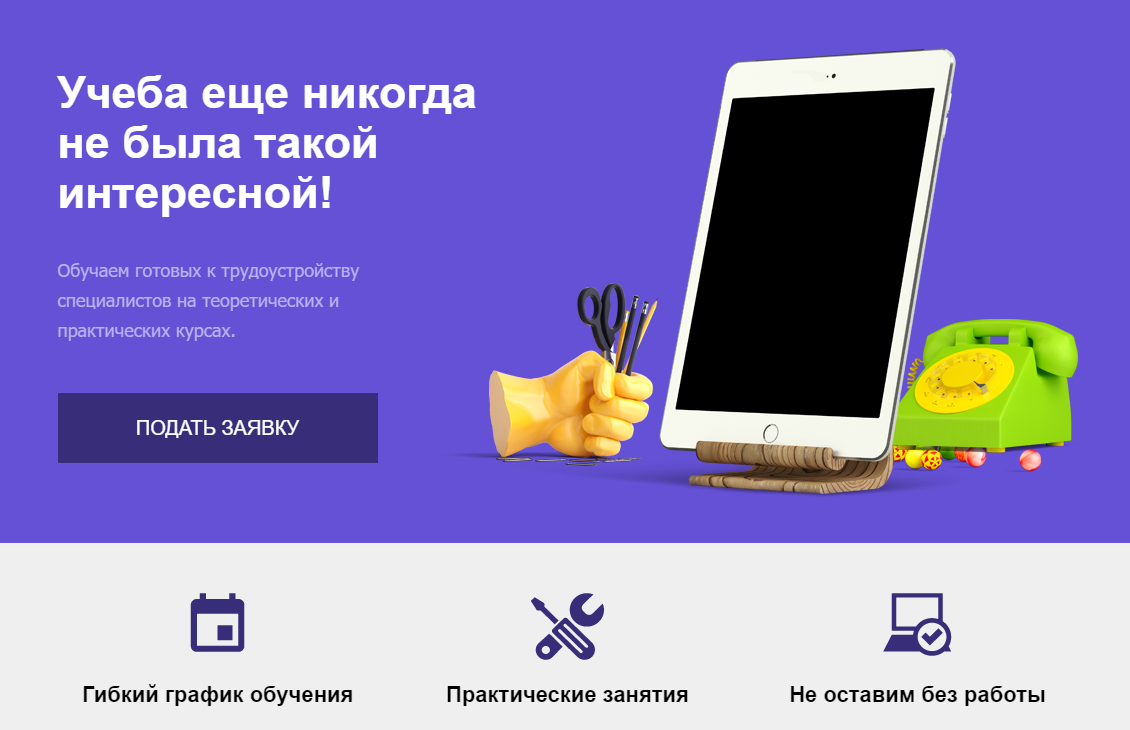 Учеба еще никогда
не была такой
интересной!
Обучаем готовых к трудоустройству
специалистов на теоретических и
практических курсах.
ПОДАТЬ ЗАЯВКУ
Гибкий график обучения
Практические занятия
Не оставим без работы